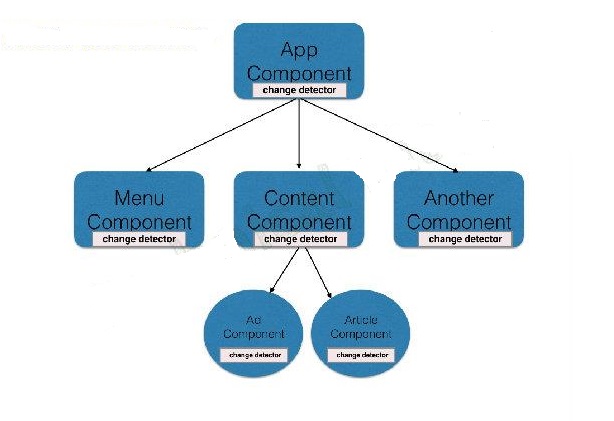 App
Component
change detector
Menu
Component
change detector
Content
Component
change detector
Another
Component
change detector
Ad
Component
change detector
Article
Component
change detector